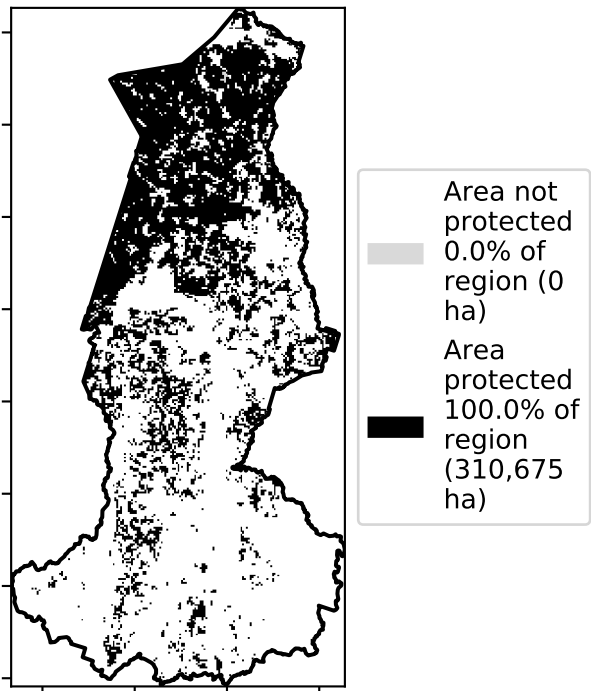 Area not
protected
0.0% of
region (0
ha)
Area
protected
100.0% of
region
(310,675
ha)